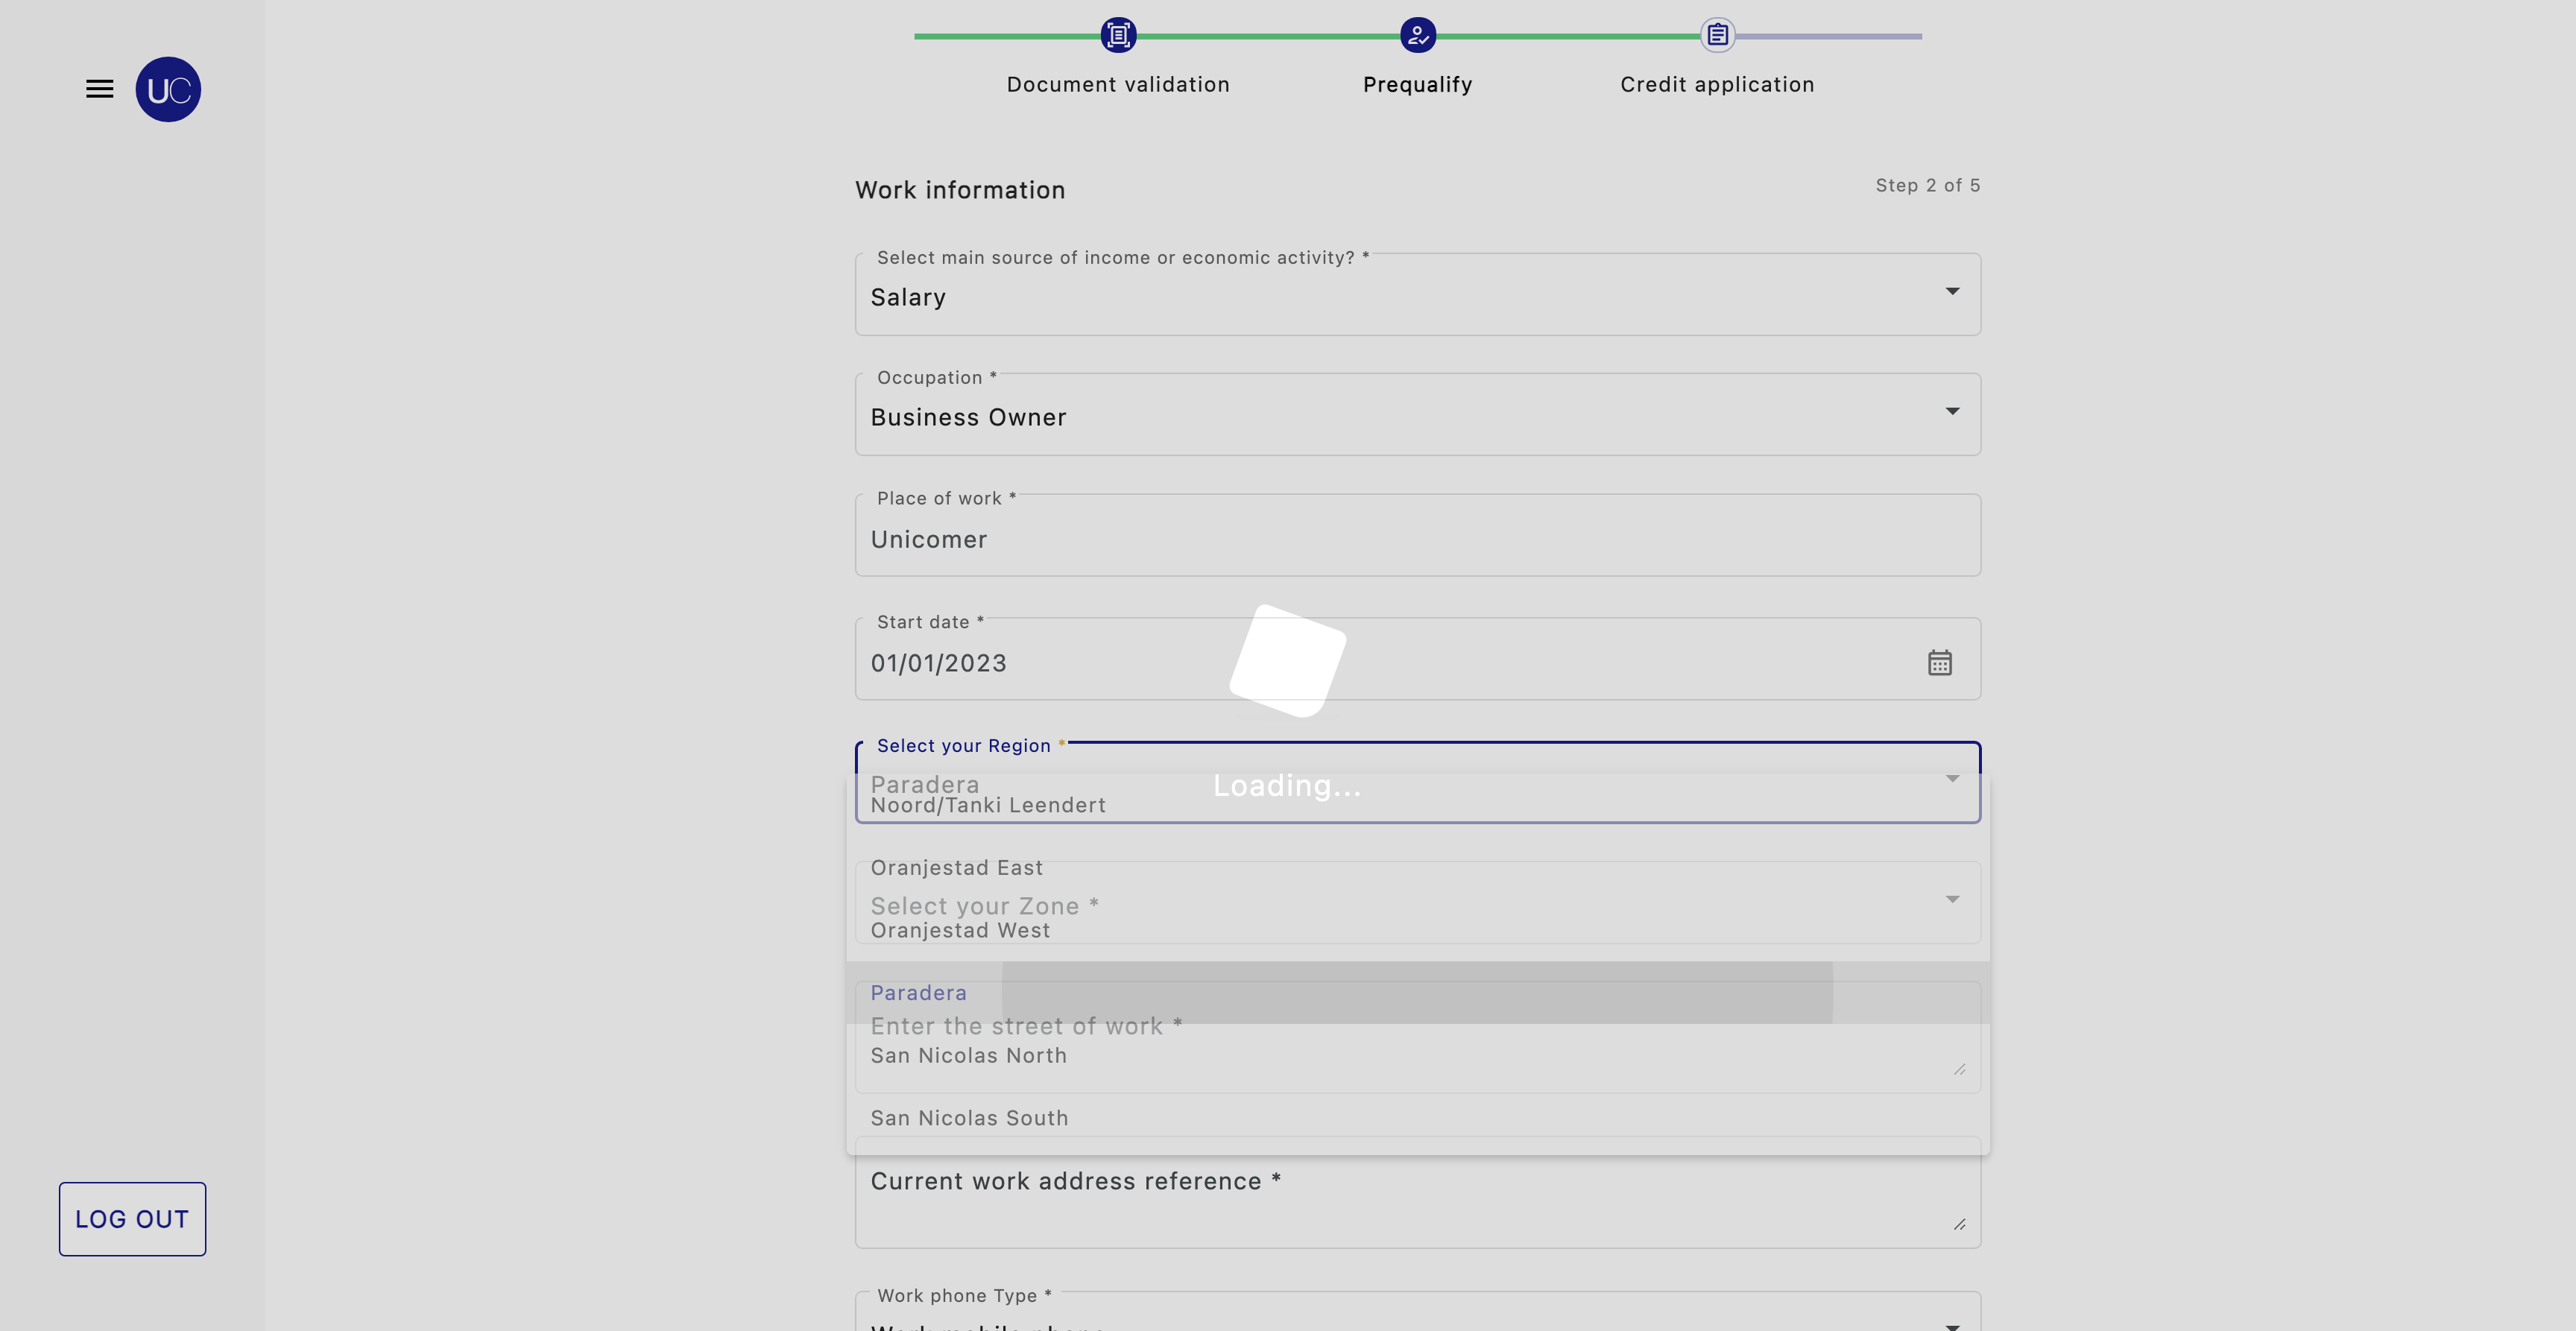 UC
Document validation
Prequalify
Credit application
Work information
Step 2 of 5
Select main source of income or economic activity? *
Salary
Occupation *
Business Owner
Place of work *
Unicomer
Start date *
01/01/2023
Select your Region *
Paradera
Loading...
Noord/Tanki Leendert
Oranjestad East
Select your Zone *
Oranjestad West
Paradera
Enter the street of work *
San Nicolas North
San Nicolas South
Current work address reference *
LOG OUT
Work phone Type *
Work mobile phone